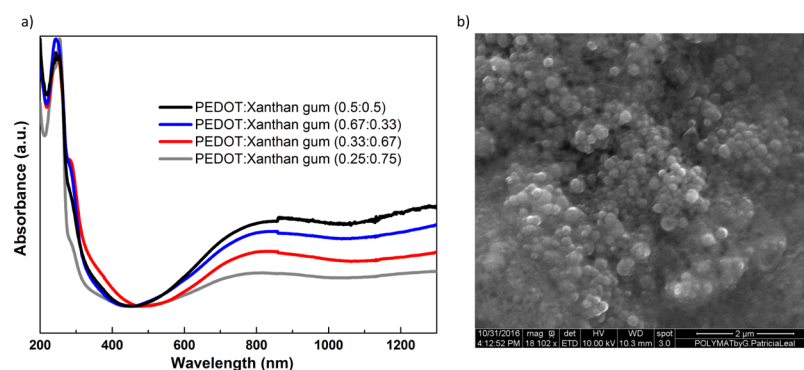 a)
Absorbance (a.u.)
PEDOT:Xanthan gum (0.5:0.5)
PEDOT:Xanthan gum (0.67:0.33)
PEDOT:Xanthan gum (0.33:0.67)
PEDOT:Xanthan gum (0.25:0.75)
200 400 600 800 1000 1200
Wavelength (nm)
b)
10/31/2016 mag det HV WD spot
4:12:52 PM 18 102 x ETD 10.00 kV 10.3 mm 3.0
2 µm
POLYMATbyG.PatriciaLeal